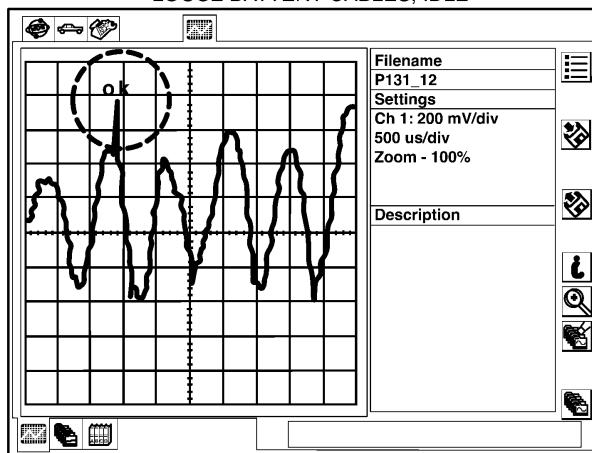 LOOSE BATTERY CABLES, IDLE
ok
Filename
P131_12
Settings
Ch 1: 200 mV/div
500 us/div
Zoom - 100%
Description
i